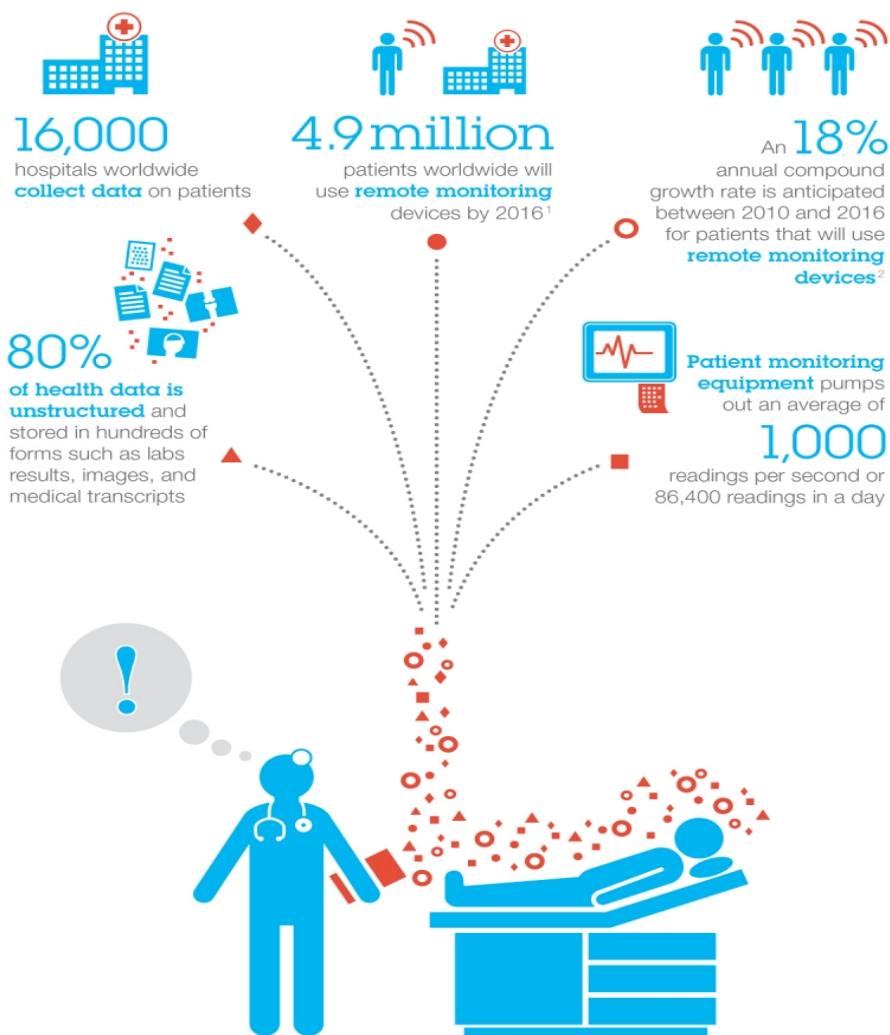 16,000
hospitals worldwide
collect data on patients
4.9 million
patients worldwide will
use remote monitoring
devices by 2016¹
An 18%
annual compound
growth rate is anticipated
between 2010 and 2016
for patients that will use
remote monitoring
devices²
80%
of health data is
unstructured and
stored in hundreds of
forms such as labs
results, images, and
medical transcripts
Patient monitoring
equipment pumps
out an average of
1,000
readings per second or
86,400 readings in a day
!